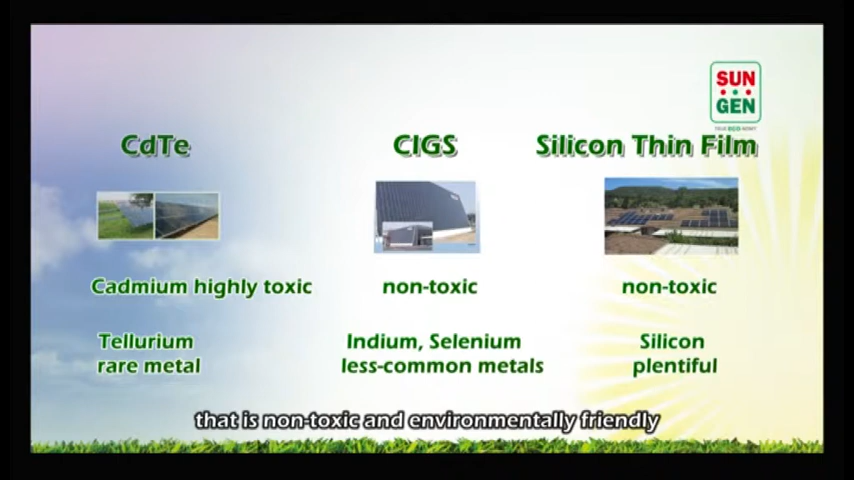 SUN
GEN
CdTe
CIGS
Silicon Thin Film
Cadmium highly toxic
non-toxic
non-toxic
Tellurium
rare metal
Indium, Selenium
less-common metals
Silicon
plentiful
that is non-toxic and environmentally friendly